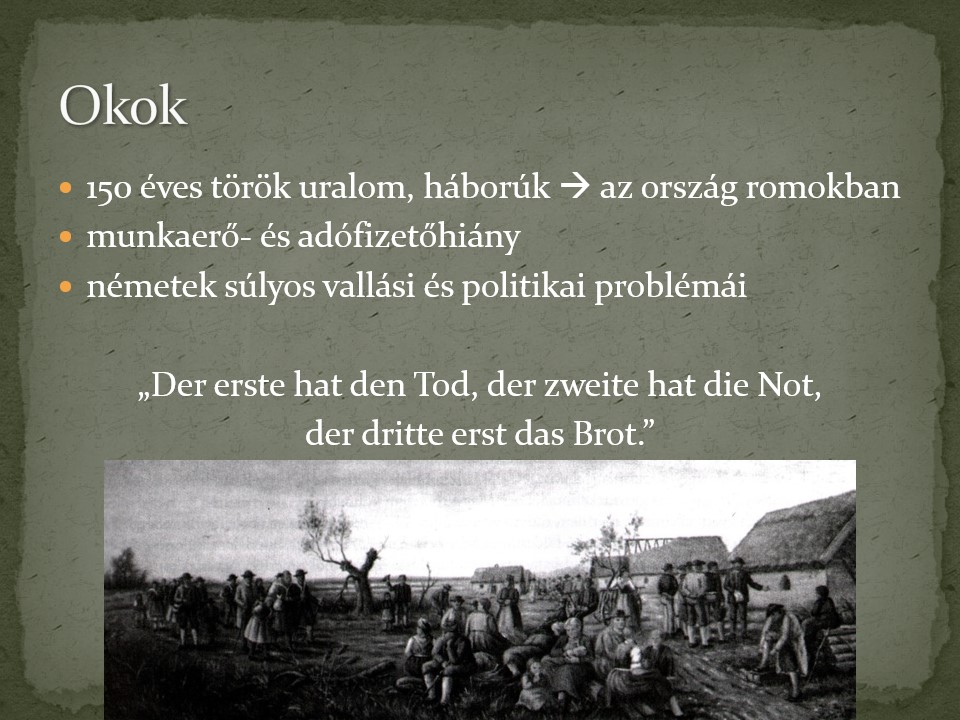 Okok
• 150 éves török uralom, háborúk → az ország romokban
• munkaerő- és adófizetőhiány
• németek súlyos vallási és politikai problémái
„Der erste hat den Tod, der zweite hat die Not,
der dritte erst das Brot.”